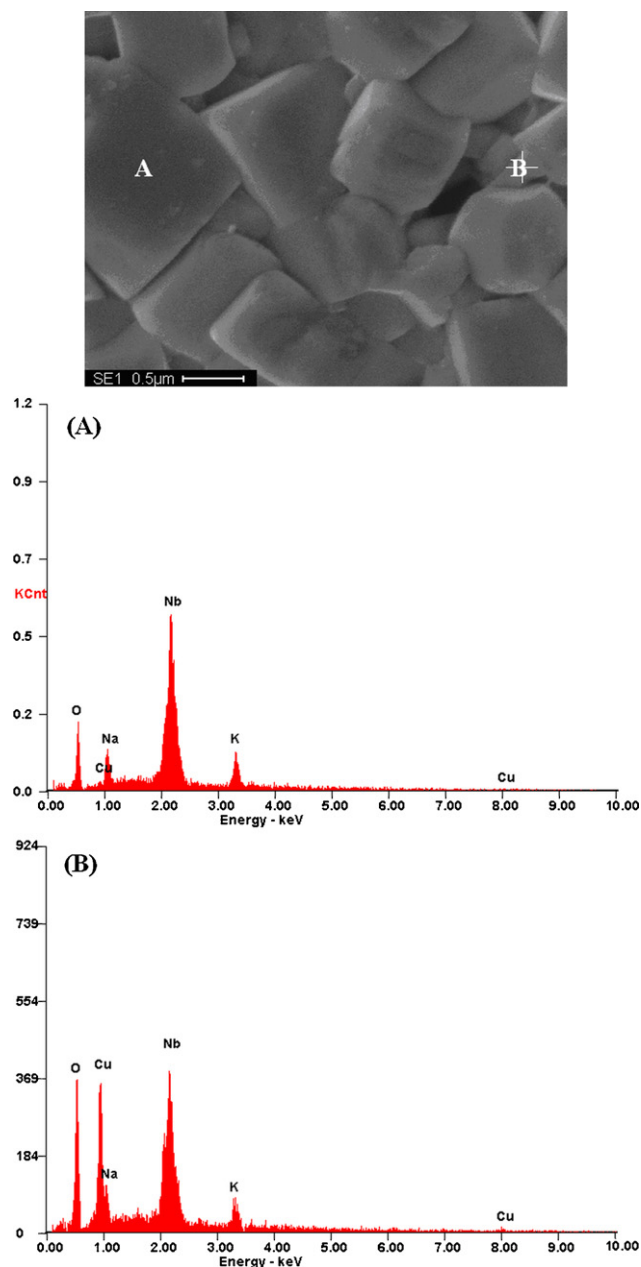 A
B
SE1 0.5µm
(A)
1.2
0.9
0.7
KCnt
0.5
0.2
0.0
Nb
O
Na
Cu
K
Cu
0.00 1.00 2.00 3.00 4.00 5.00 6.00 7.00 8.00 9.00 10.00
Energy - keV
(B)
924
739
554
369
184
0
Nb
O
Cu
Na
K
Cu
0.00 1.00 2.00 3.00 4.00 5.00 6.00 7.00 8.00 9.00 10.00
Energy - keV